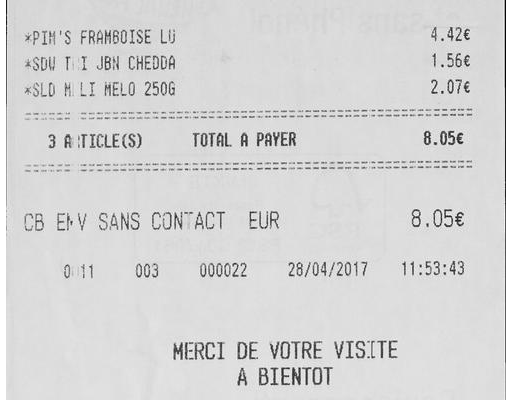 *PIM'S FRAMBOISE LU 4.42€
*SDW TRI JBN CHEDDA 1.56€
*SLD MELI MELO 250G 2.07€
3 ARTICLE(S) TOTAL A PAYER 8.05€
CB EMV SANS CONTACT EUR 8.05€
0011 003 000022 28/04/2017 11:53:43
MERCI DE VOTRE VISITE
A BIENTOT